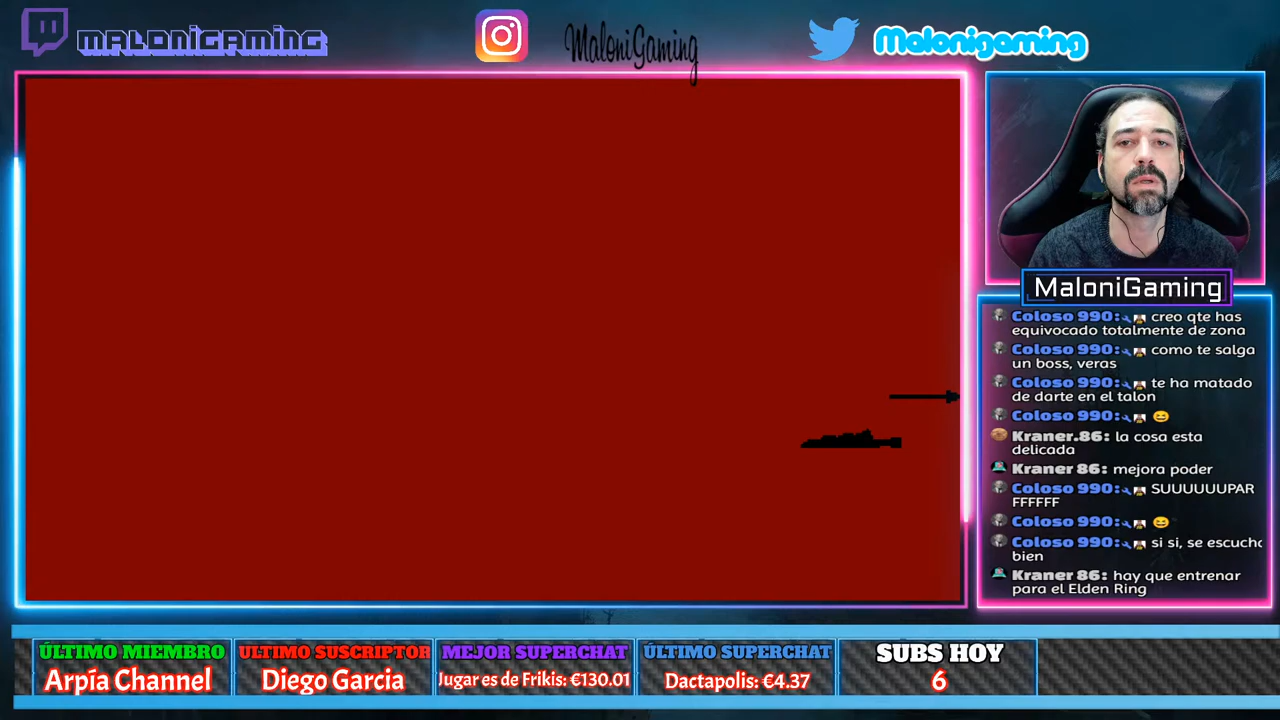 MALONIGAMING
MaloniGaming
Malonigaming
MaloniGaming
Coloso 990: creo qte has
equivocado totalmente de zona
Coloso 990: como te salga
un boss, veras
Coloso 990: te ha matado
de darte en el talon
Coloso 990:
Kraner.86: la cosa esta
delicada
Kraner 86: mejora poder
Coloso 990: SUUUUUUPAR
FFFFFF
Coloso 990:
Coloso 990: si si, se escucho
bien
Kraner 86: hay que entrenar
para el Elden Ring
ÚLTIMO MIEMBRO
Arpía Channel
ULTIMO SUSCRIPTOR
Diego Garcia
MEJOR SUPERCHAT
Jugar es de Frikis: €130.01
ÚLTIMO SUPERCHAT
Dactapolis: €4.37
SUBS HOY
6